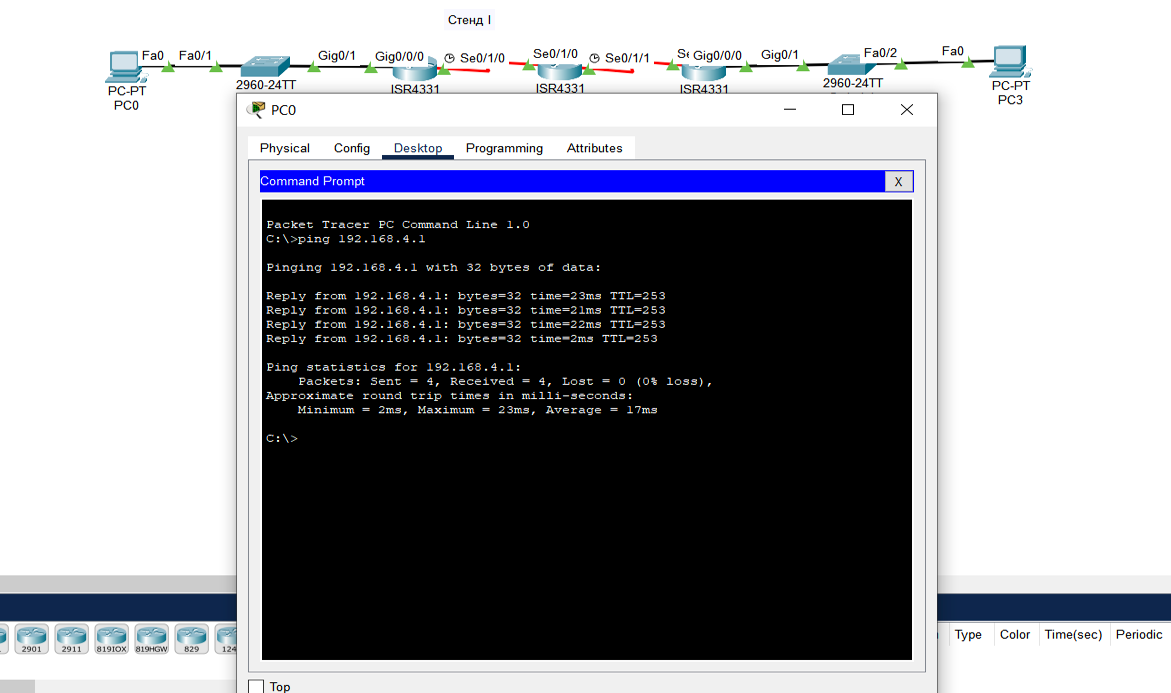 Стенд I
Fa0 Fa0/1 Gig0/1 Gig0/0/0 Se0/1/0 Se0/1/0 Se0/1/1 Gig0/0/0 Gig0/1 Fa0/2 Fa0
PC-PT 2960-24TT ISR4331 ISR4331 ISR4331 2960-24TT PC-PT
PC0 PC3
PC0
Physical Config Desktop Programming Attributes
Command Prompt X
Packet Tracer PC Command Line 1.0
C:\>ping 192.168.4.1
Pinging 192.168.4.1 with 32 bytes of data:
Reply from 192.168.4.1: bytes=32 time=23ms TTL=253
Reply from 192.168.4.1: bytes=32 time=21ms TTL=253
Reply from 192.168.4.1: bytes=32 time=22ms TTL=253
Reply from 192.168.4.1: bytes=32 time=2ms TTL=253
Ping statistics for 192.168.4.1:
Packets: Sent = 4, Received = 4, Lost = 0 (0% loss),
Approximate round trip times in milli-seconds:
Minimum = 2ms, Maximum = 23ms, Average = 17ms
C:\>
Type Color Time(sec) Periodic
2901 2911 819IOX 819HGW 829
Top